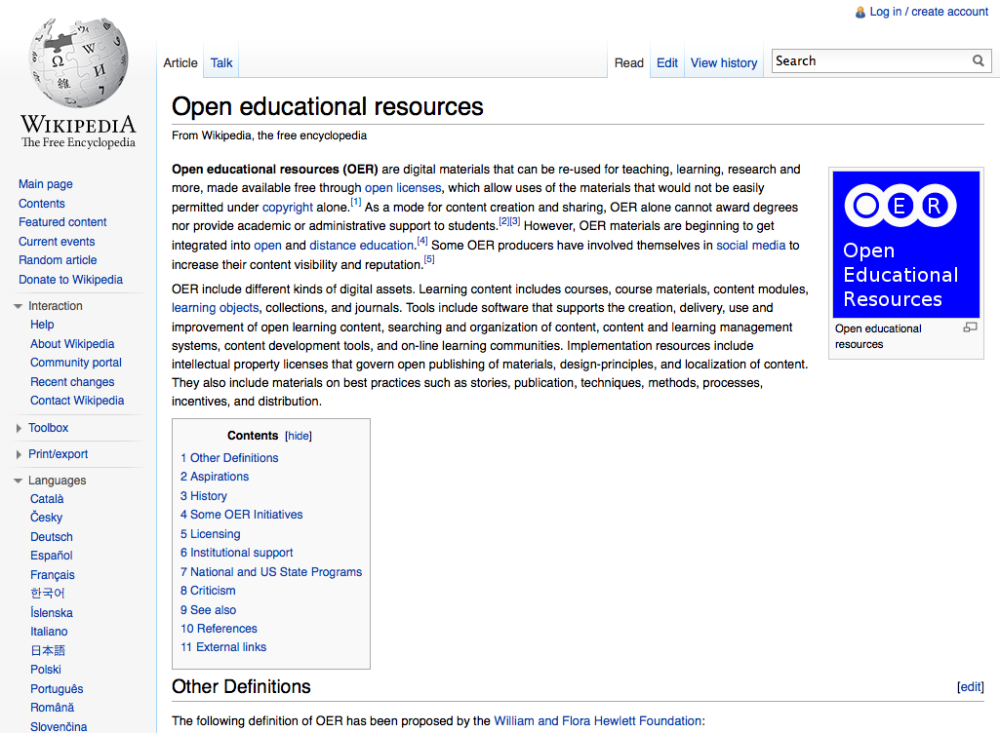 Log in / create account
Article
Talk
Read
Edit
View history
Search
WIKIPEDIA
The Free Encyclopedia
Main page
Contents
Featured content
Current events
Random article
Donate to Wikipedia
Interaction
Help
About Wikipedia
Community portal
Recent changes
Contact Wikipedia
Toolbox
Print/export
Languages
Català
Česky
Deutsch
Español
Français
한국어
Íslenska
Italiano
日本語
Polski
Português
Română
Slovenčina
Open educational resources
From Wikipedia, the free encyclopedia
Open educational resources (OER) are digital materials that can be re-used for teaching, learning, research and
more, made available free through open licenses, which allow uses of the materials that would not be easily
permitted under copyright alone.[1] As a mode for content creation and sharing, OER alone cannot award degrees
nor provide academic or administrative support to students.[2][3] However, OER materials are beginning to get
integrated into open and distance education.[4] Some OER producers have involved themselves in social media to
increase their content visibility and reputation.[5]
OER include different kinds of digital assets. Learning content includes courses, course materials, content modules,
learning objects, collections, and journals. Tools include software that supports the creation, delivery, use and
improvement of open learning content, searching and organization of content, content and learning management
systems, content development tools, and on-line learning communities. Implementation resources include
intellectual property licenses that govern open publishing of materials, design-principles, and localization of content.
They also include materials on best practices such as stories, publication, techniques, methods, processes,
incentives, and distribution.
OER
Open
Educational
Resources
Open educational
resources
Contents [hide]
1 Other Definitions
2 Aspirations
3 History
4 Some OER Initiatives
5 Licensing
6 Institutional support
7 National and US State Programs
8 Criticism
9 See also
10 References
11 External links
Other Definitions
[edit]
The following definition of OER has been proposed by the William and Flora Hewlett Foundation: